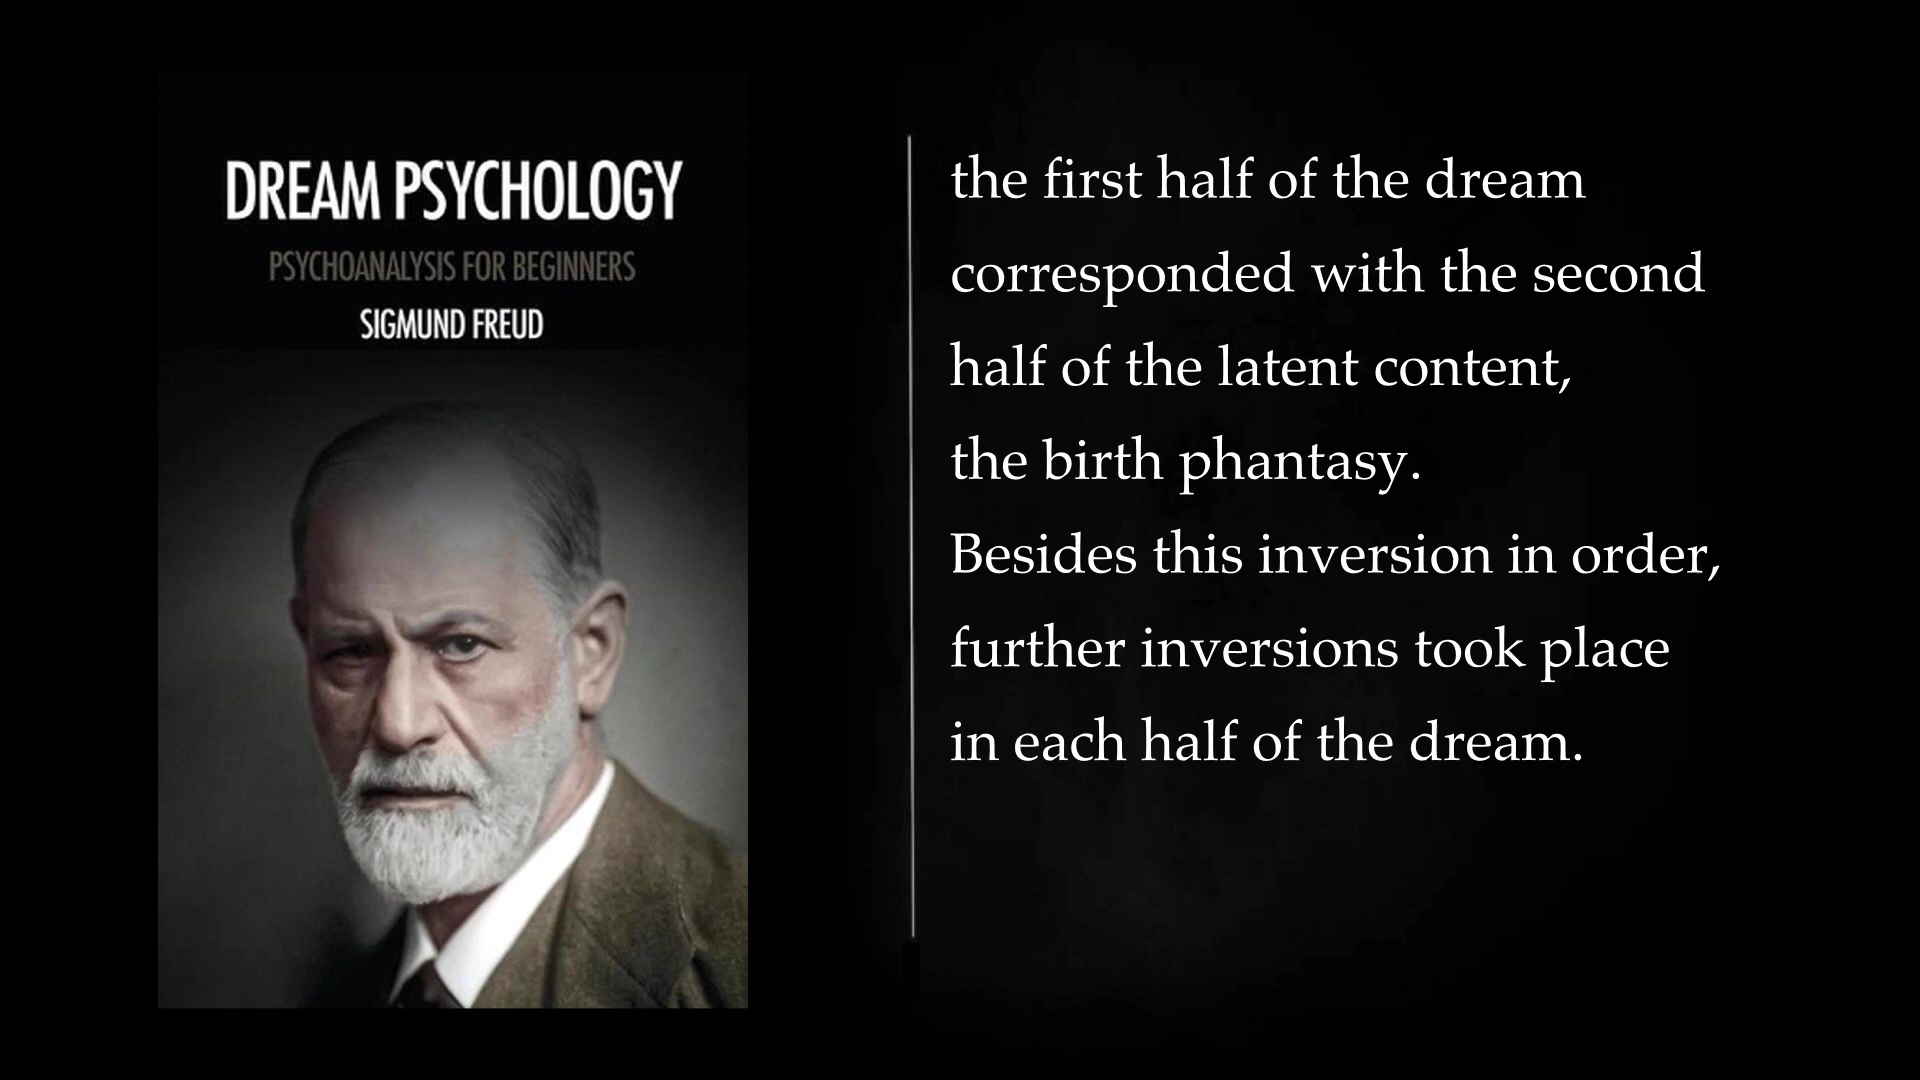 DREAM PSYCHOLOGY
PSYCHOANALYSIS FOR BEGINNERS
SIGMUND FREUD
the first half of the dream
corresponded with the second
half of the latent content,
the birth phantasy.
Besides this inversion in order,
further inversions took place
in each half of the dream.